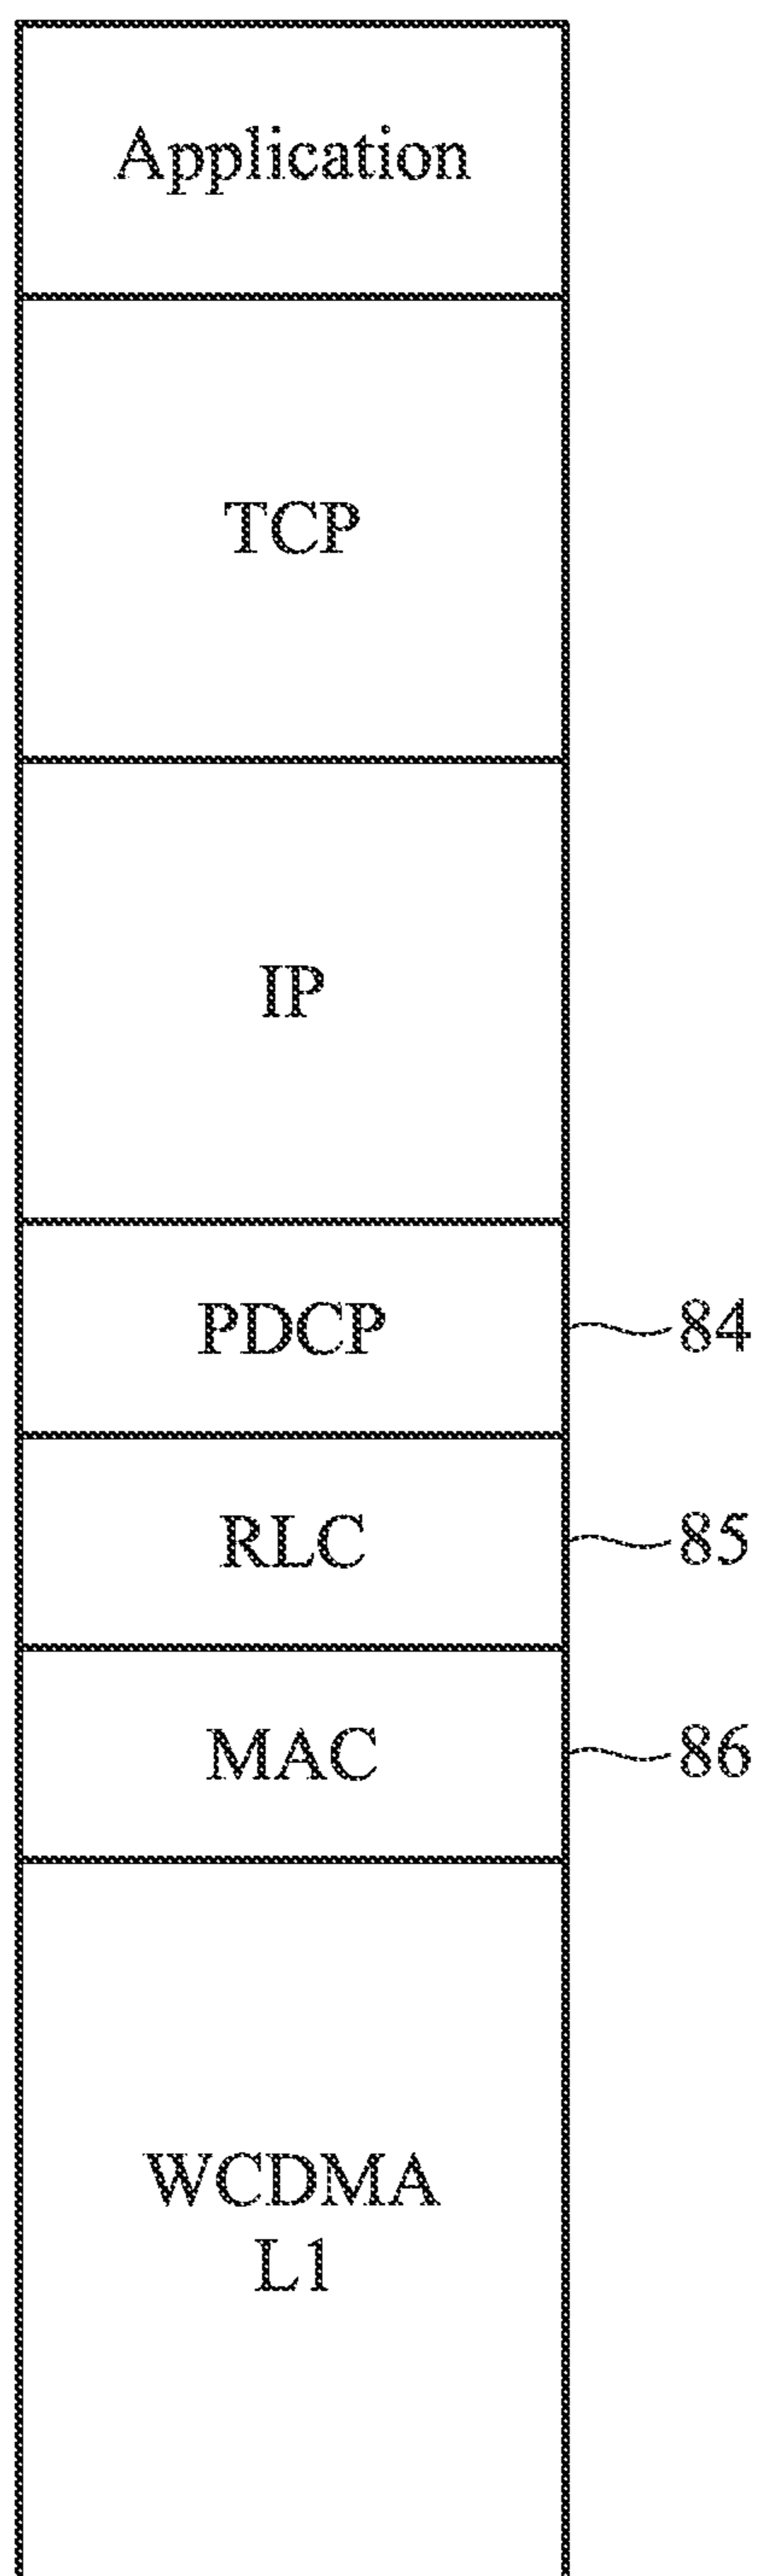 Application
TCP
IP
PDCP
84
RLC
85
MAC
86
WCDMA
L1